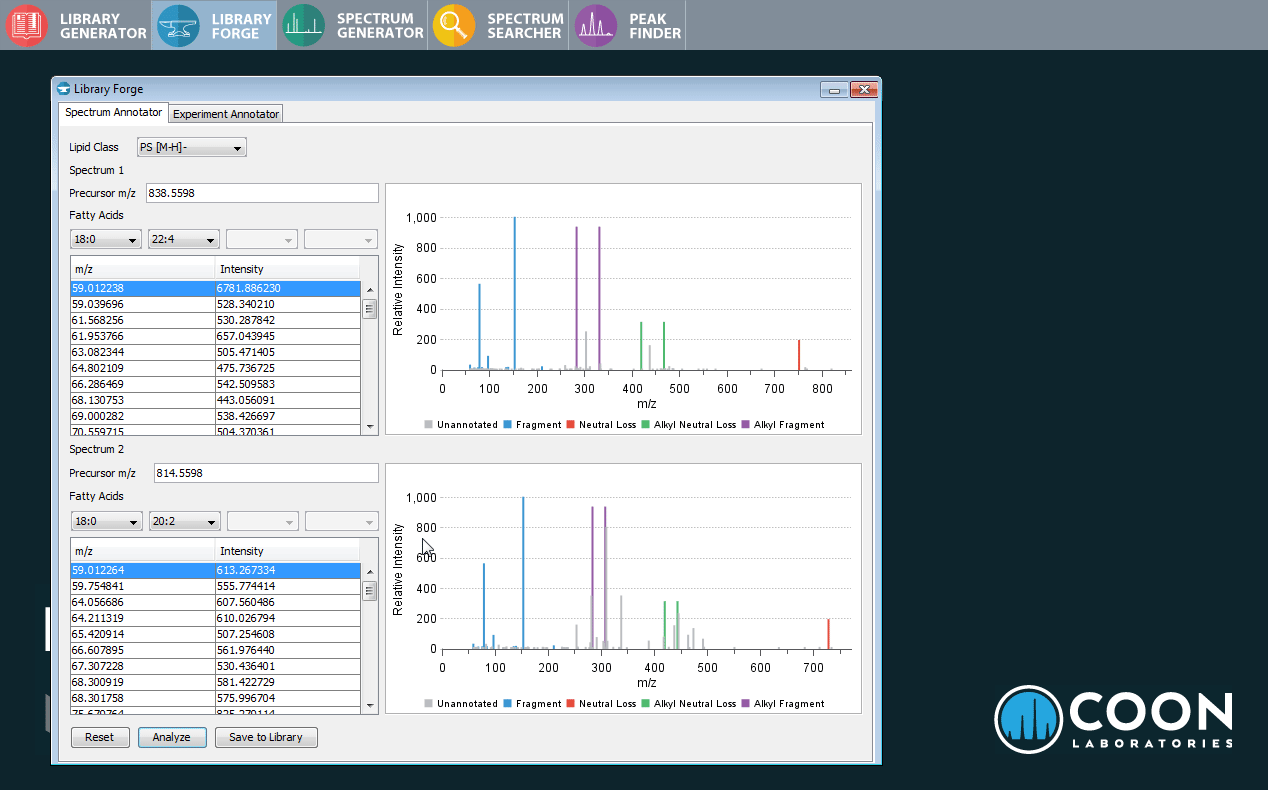 LIBRARY GENERATOR
LIBRARY FORGE
SPECTRUM GENERATOR
SPECTRUM SEARCHER
PEAK FINDER
Library Forge
Spectrum Annotator
Experiment Annotator
Lipid Class
PS [M-H]-
Spectrum 1
Precursor m/z
838.5598
Fatty Acids
18:0
22:4
m/z Intensity
59.012238 6781.886230
59.039696 528.340210
61.568256 530.287842
61.953766 657.043945
63.082344 505.471405
64.802109 475.736725
66.286469 542.509583
68.130753 443.056091
69.000282 538.426697
70.559715 504.370361
Relative Intensity
1,000
800
600
400
200
0
0 100 200 300 400 500 600 700 800
m/z
Unannotated Fragment Neutral Loss Alkyl Neutral Loss Alkyl Fragment
Spectrum 2
Precursor m/z
814.5598
Fatty Acids
18:0
20:2
m/z Intensity
59.012264 613.267334
59.754841 555.774414
64.056686 607.560486
64.211319 610.026794
65.420914 507.254608
66.607895 561.976440
67.307228 530.436401
68.300919 581.422729
68.301758 575.996704
Relative Intensity
1,000
800
600
400
200
0
0 100 200 300 400 500 600 700
m/z
Unannotated Fragment Neutral Loss Alkyl Neutral Loss Alkyl Fragment
Reset
Analyze
Save to Library
COON
LABORATORIES